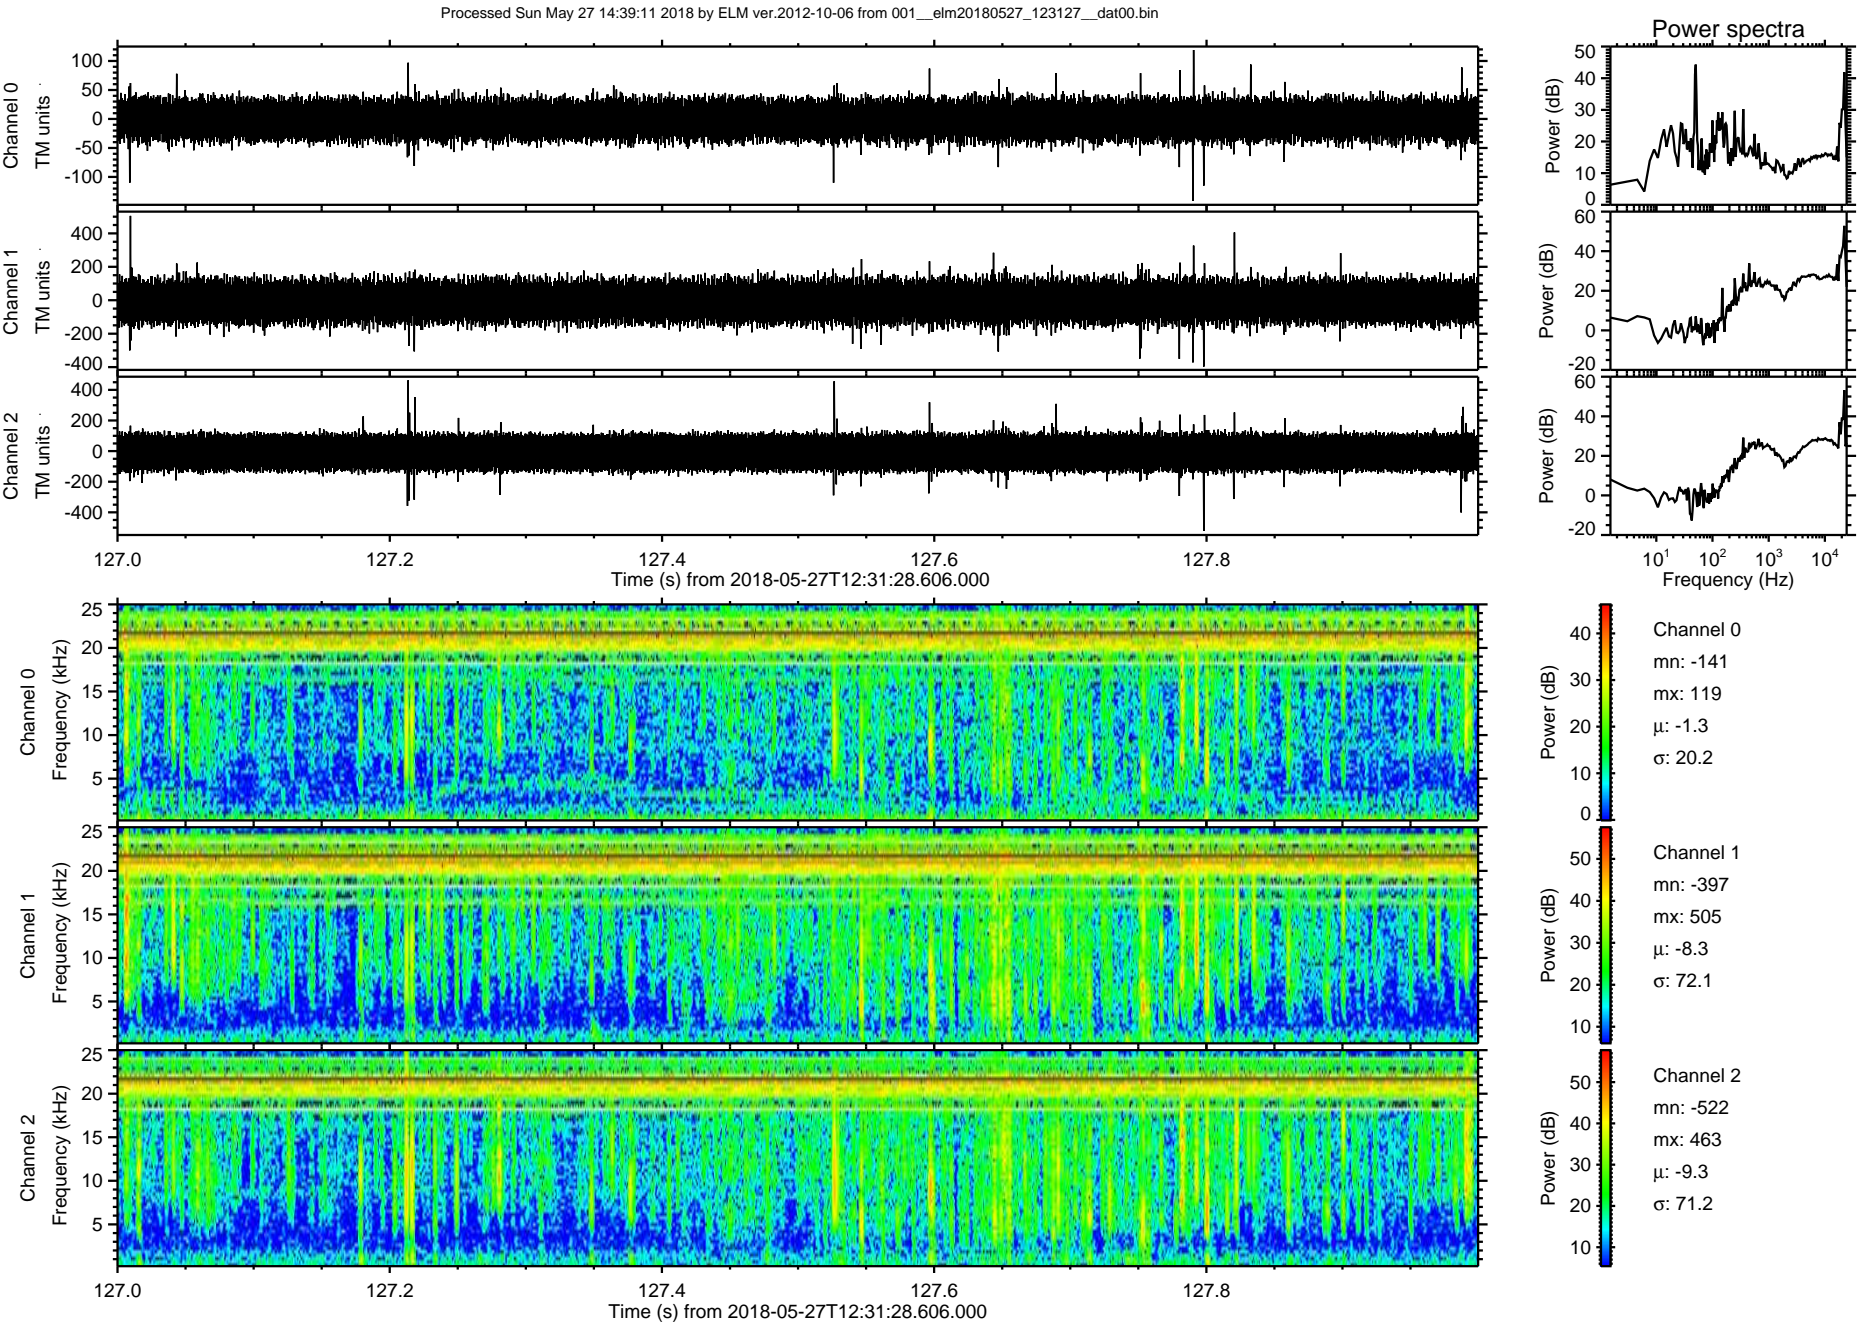 Processed Sun May 27 14:39:11 2018 by ELM ver.2012-10-06 from 001__elm20180527_123127__dat00.bin
Power spectra
Channel 0
TM units
100
50
0
-50
-100
Power (dB)
50
40
30
20
10
0
Channel 1
TM units
400
200
0
-200
-400
Power (dB)
60
40
20
0
-20
Channel 2
TM units
400
200
0
-200
-400
Power (dB)
60
40
20
0
-20
127.0 127.2 127.4 127.6 127.8
Time (s) from 2018-05-27T12:31:28.606.000
10¹ 10² 10³ 10⁴
Frequency (Hz)
Channel 0
Frequency (kHz)
25
20
15
10
5
Power (dB)
40
30
20
10
0
Channel 0
mn: -141
mx: 119
μ: -1.3
σ: 20.2
Channel 1
Frequency (kHz)
25
20
15
10
5
Power (dB)
50
40
30
20
10
Channel 1
mn: -397
mx: 505
μ: -8.3
σ: 72.1
Channel 2
Frequency (kHz)
25
20
15
10
5
Power (dB)
50
40
30
20
10
Channel 2
mn: -522
mx: 463
μ: -9.3
σ: 71.2
127.0 127.2 127.4 127.6 127.8
Time (s) from 2018-05-27T12:31:28.606.000